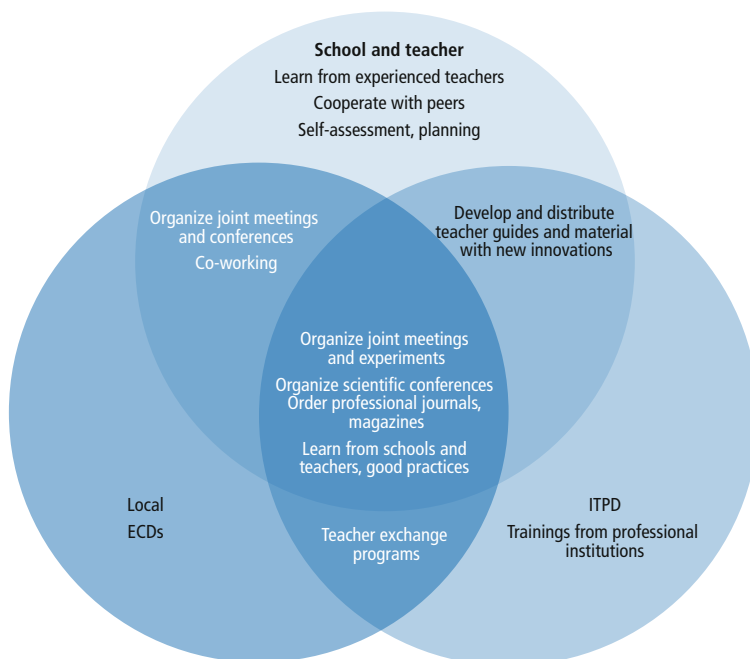 School and teacher
Learn from experienced teachers
Cooperate with peers
Self-assessment, planning
Organize joint meetings
and conferences
Co-working
Develop and distribute
teacher guides and material
with new innovations
Organize joint meetings
and experiments
Organize scientific conferences
Order professional journals,
magazines
Learn from schools and
teachers, good practices
Local
ECDs
ITPD
Trainings from professional
institutions
Teacher exchange
programs